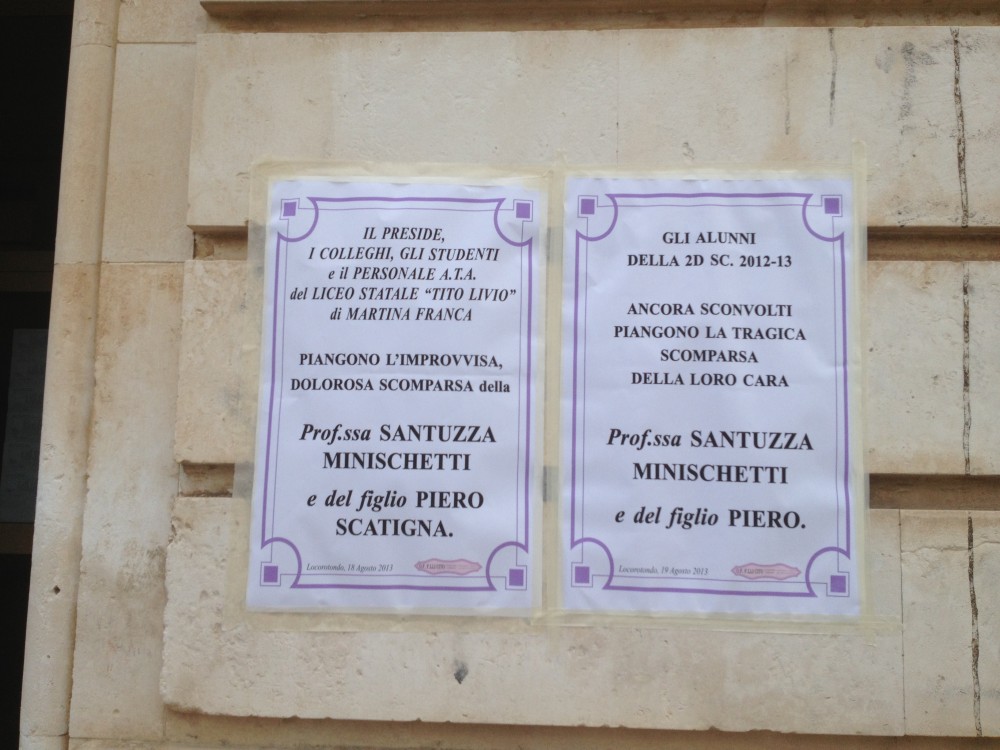 IL PRESIDE,
I COLLEGHI, GLI STUDENTI
e il PERSONALE A.T.A.
del LICEO STATALE “TITO LIVIO”
di MARTINA FRANCA
PIANGONO L’IMPROVVISA,
DOLOROSA SCOMPARSA della
Prof.ssa SANTUZZA
MINISCHETTI
e del figlio PIERO
SCATIGNA.
Locorotondo, 18 Agosto 2013
GLI ALUNNI
DELLA 2D SC. 2012-13
ANCORA SCONVOLTI
PIANGONO LA TRAGICA
SCOMPARSA
DELLA LORO CARA
Prof.ssa SANTUZZA
MINISCHETTI
e del figlio PIERO.
Locorotondo, 19 Agosto 2013